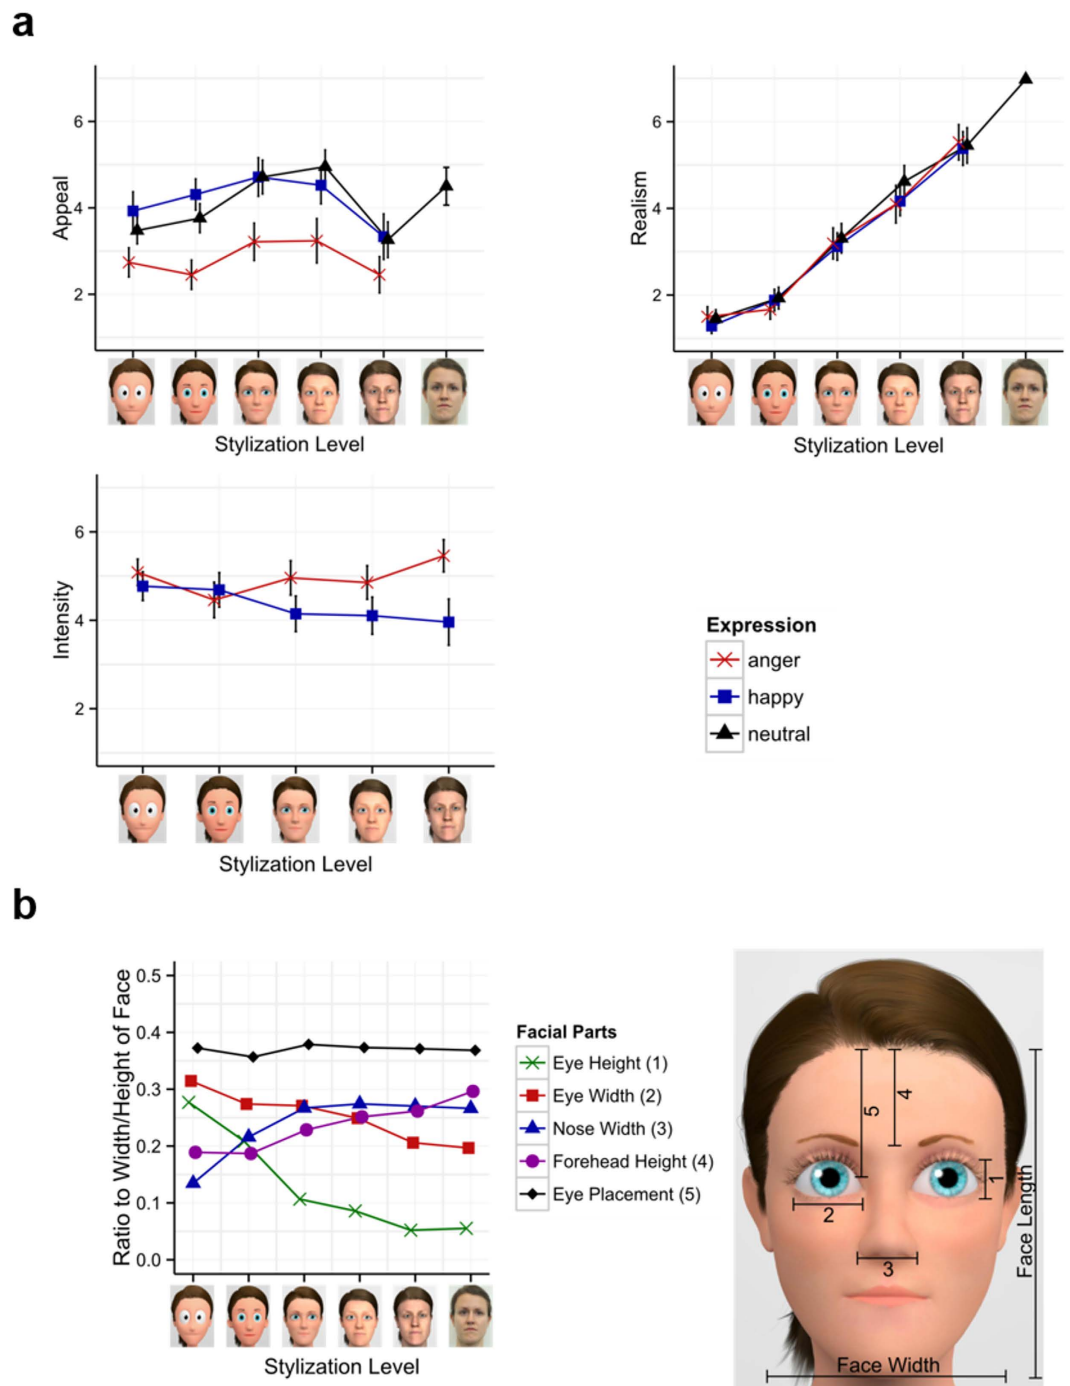 a
Appeal
6
4
2
Stylization Level
Realism
6
4
2
Stylization Level
Intensity
6
4
2
Stylization Level
Expression
anger
happy
neutral
b
Ratio to Width/Height of Face
0.5
0.4
0.3
0.2
0.1
0.0
Stylization Level
Facial Parts
Eye Height (1)
Eye Width (2)
Nose Width (3)
Forehead Height (4)
Eye Placement (5)
5
4
1
2
3
Face Length
Face Width